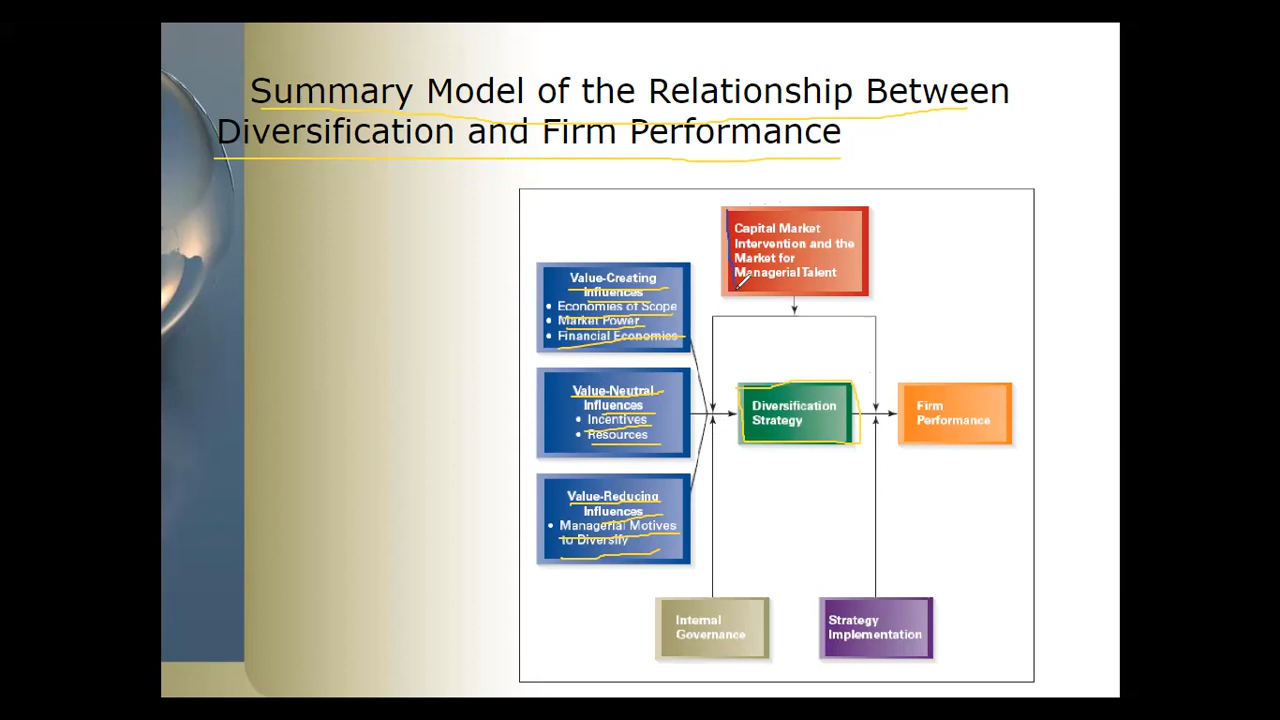 Summary Model of the Relationship Between
Diversification and Firm Performance
Capital Market
Intervention and the
Market for
Managerial Talent
Value-Creating
Influences
• Economies of Scope
• Market Power
• Financial Economies
Value-Neutral
Influences
• Incentives
• Resources
Value-Reducing
Influences
• Managerial Motives
to Diversify
Diversification
Strategy
Firm
Performance
Internal
Governance
Strategy
Implementation